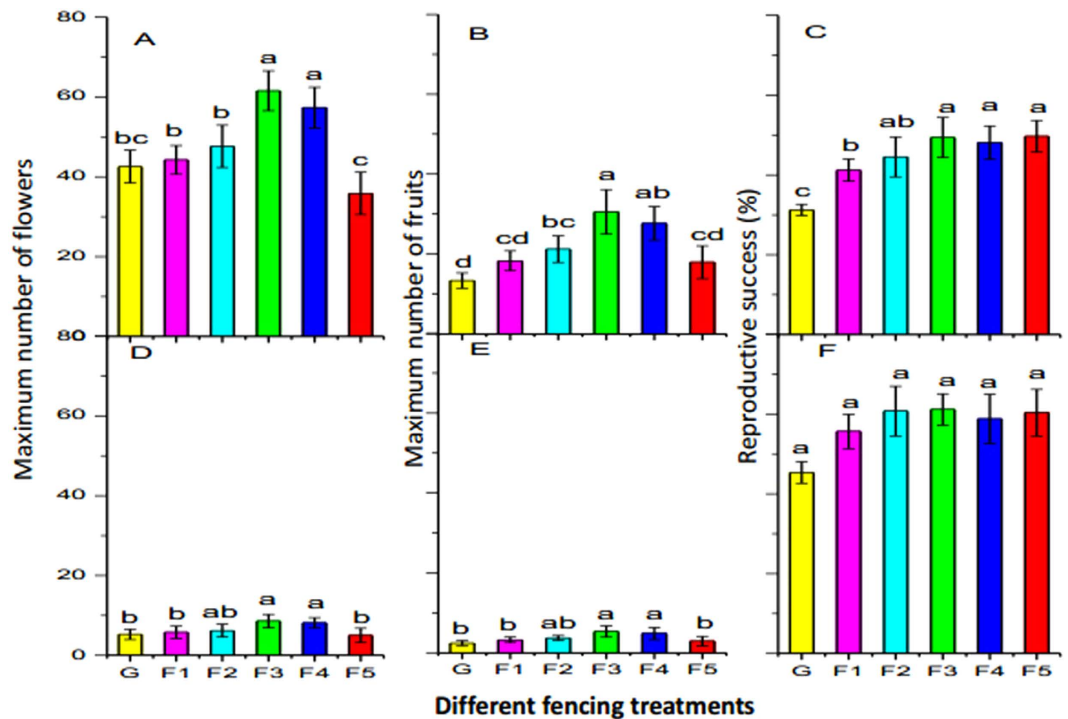 80
60
40
20
80
60
40
20
0
Maximum number of flowers
A
bc
b
b
a
a
c
Maximum number of fruits
B
d
cd
bc
a
ab
cd
Reproductive success (%)
C
c
b
ab
a
a
a
D
b
b
ab
a
a
b
E
b
b
ab
a
a
b
F
a
a
a
a
a
a
G F1 F2 F3 F4 F5
G F1 F2 F3 F4 F5
G F1 F2 F3 F4 F5
Different fencing treatments